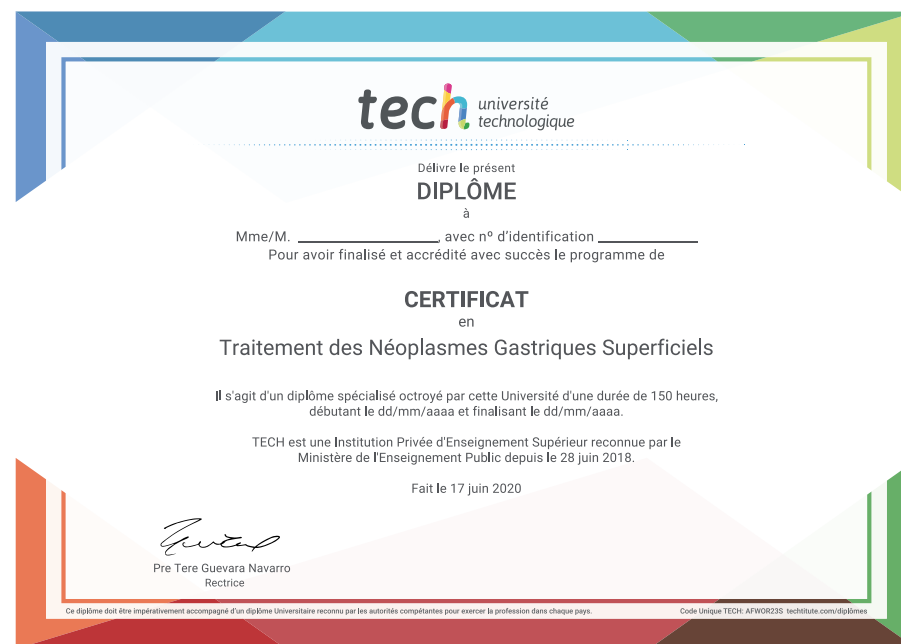 tech université
technologique
Délivre le présent
DIPLÔME
à
Mme/M. ____________________, avec nº d'identification ______________
Pour avoir finalisé et accrédité avec succès le programme de
CERTIFICAT
en
Traitement des Néoplasmes Gastriques Superficiels
Il s'agit d'un diplôme spécialisé octroyé par cette Université d'une durée de 150 heures,
débutant le dd/mm/aaaa et finalisant le dd/mm/aaaa.
TECH est une Institution Privée d'Enseignement Supérieur reconnue par le
Ministère de l'Enseignement Public depuis le 28 juin 2018.
Fait le 17 juin 2020
Pre Tere Guevara Navarro
Rectrice
Ce diplôme doit être impérativement accompagné d'un diplôme Universitaire reconnu par les autorités compétentes pour exercer la profession dans chaque pays.
Code Unique TECH: AFWOR23S techtitute.com/diplômes